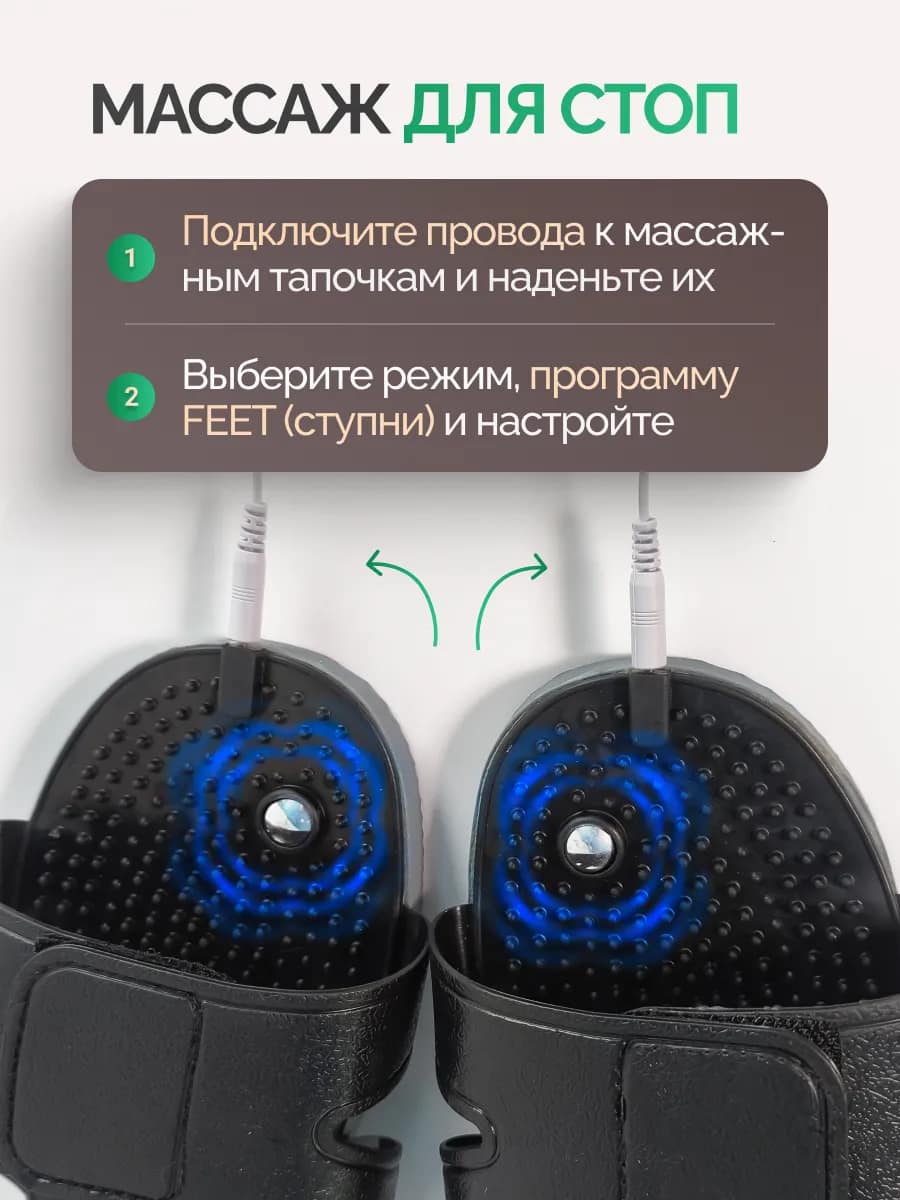 МАССАЖ ДЛЯ СТОП
1
Подключите провода к массаж-
ным тапочкам и наденьте их
2
Выберите режим, программу
FEET (ступни) и настройте